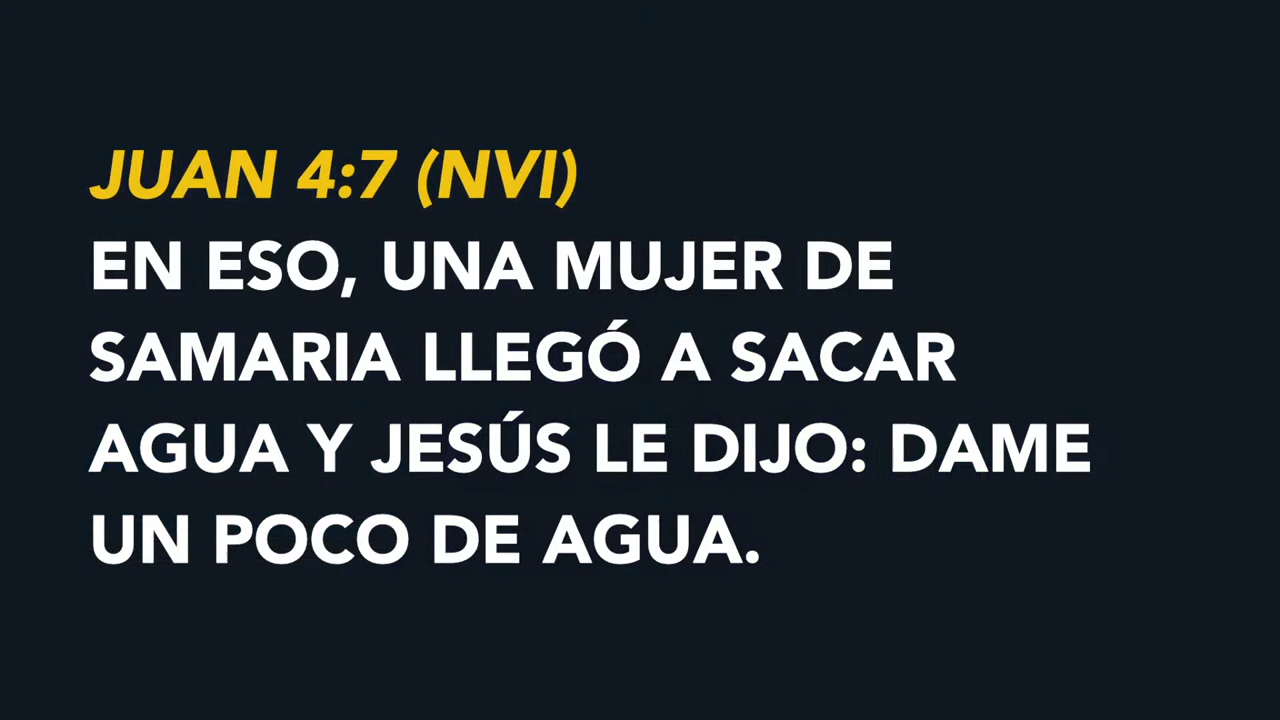 JUAN 4:7 (NVI)
EN ESO, UNA MUJER DE
SAMARIA LLEGÓ A SACAR
AGUA Y JESÚS LE DIJO: DAME
UN POCO DE AGUA.